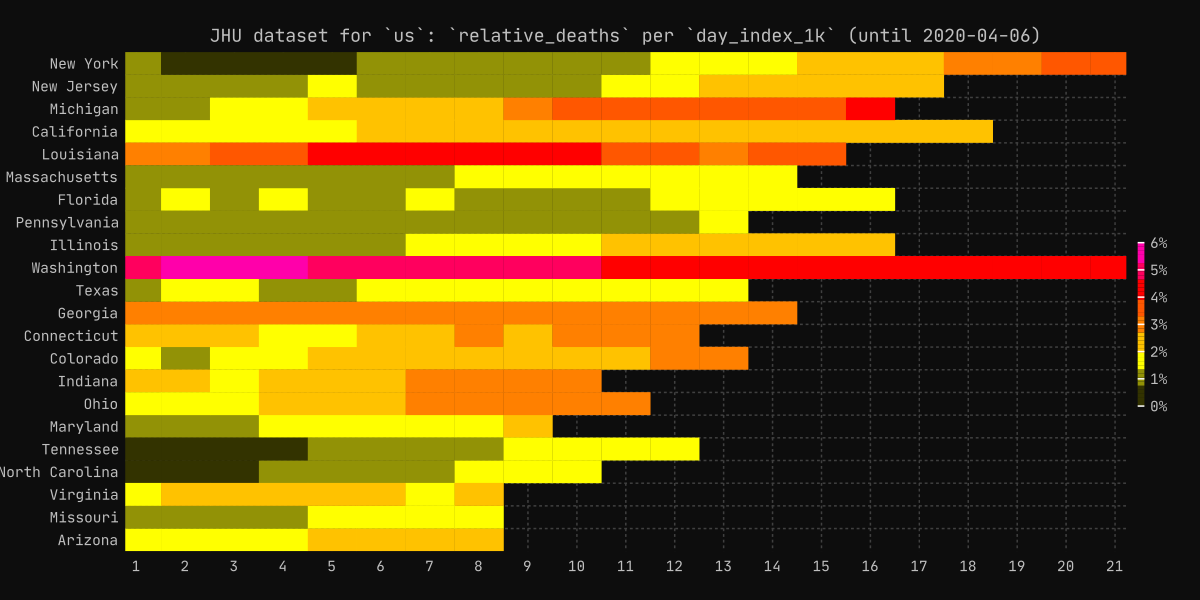 JHU dataset for `us`: `relative_deaths` per `day_index_1k` (until 2020-04-06)
New York
New Jersey
Michigan
California
Louisiana
Massachusetts
Florida
Pennsylvania
Illinois
Washington
Texas
Georgia
Connecticut
Colorado
Indiana
Ohio
Maryland
Tennessee
North Carolina
Virginia
Missouri
Arizona
1 2 3 4 5 6 7 8 9 10 11 12 13 14 15 16 17 18 19 20 21
6%
5%
4%
3%
2%
1%
0%